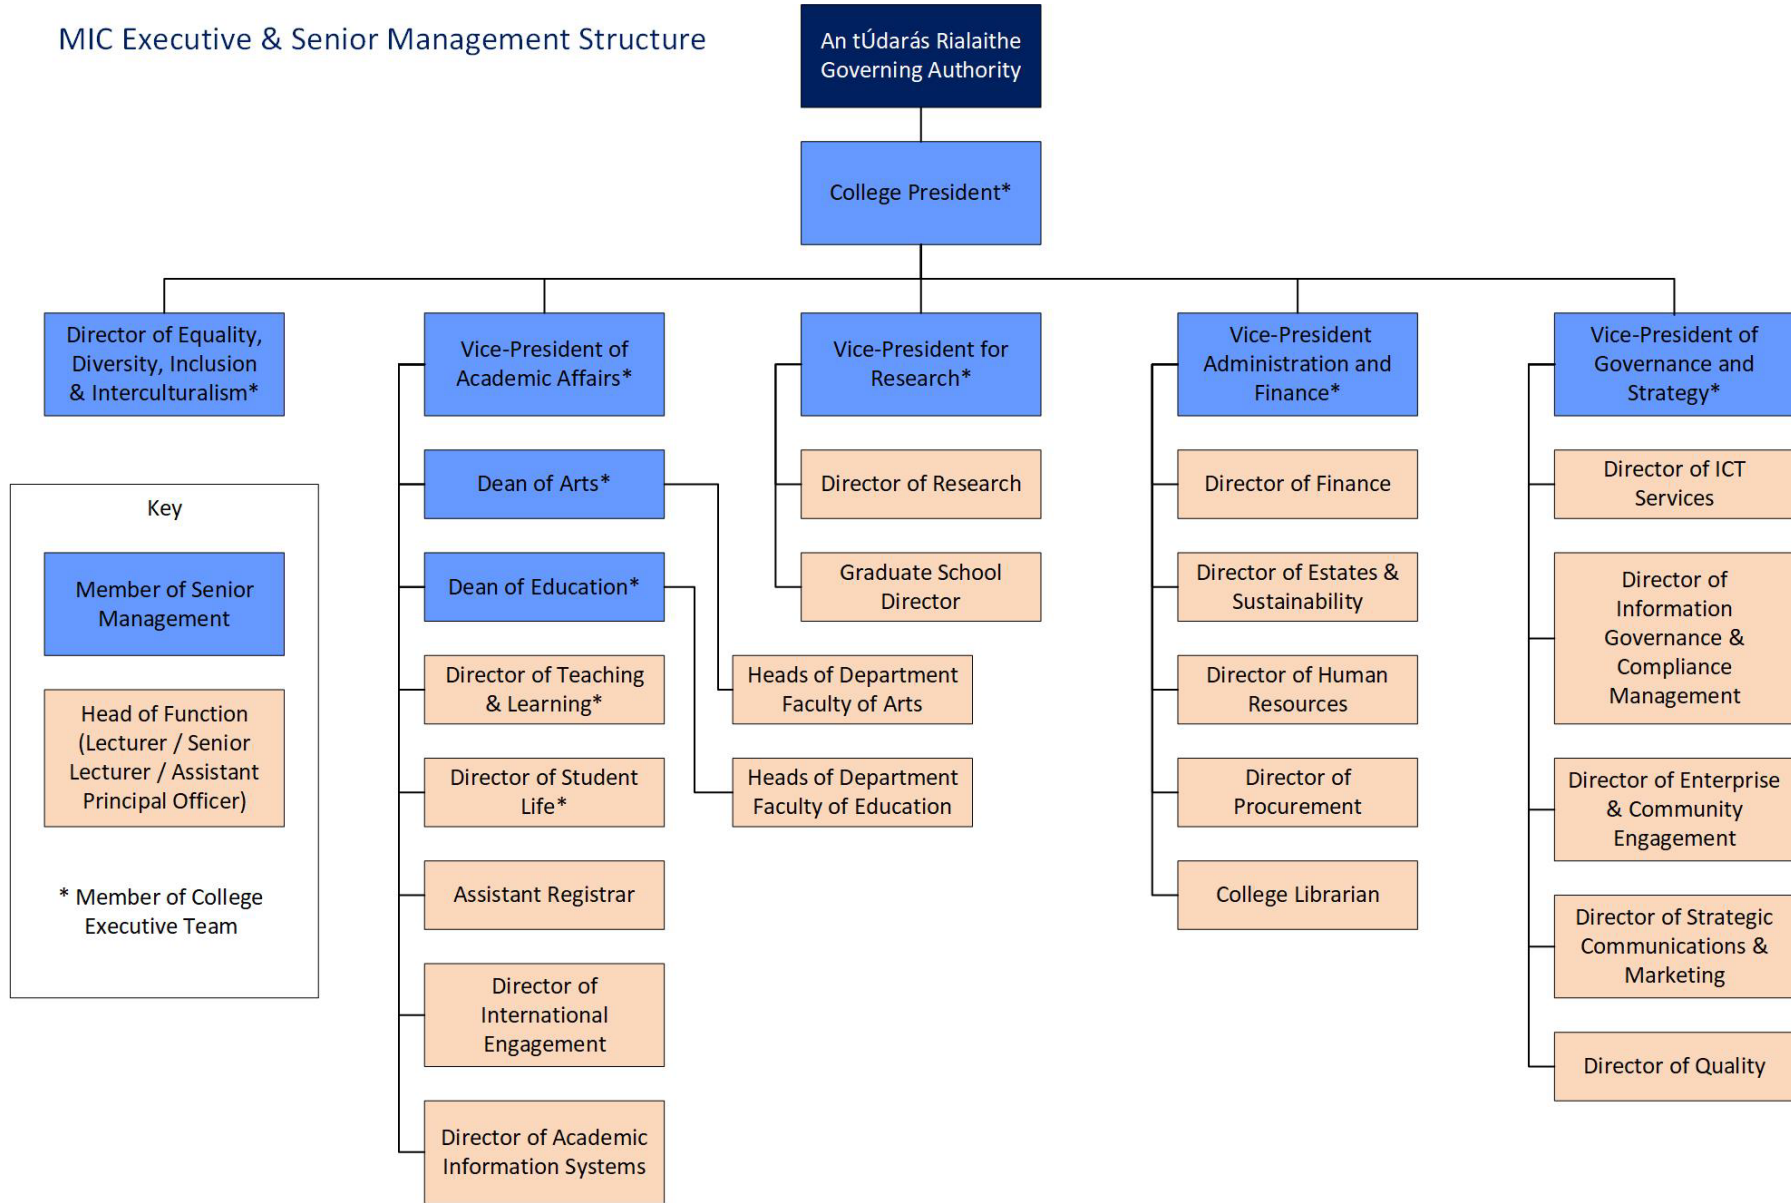 MIC Executive & Senior Management Structure
An tÚdarás Rialaithe
Governing Authority
College President*
Director of Equality,
Diversity, Inclusion
& Interculturalism*
Vice-President of
Academic Affairs*
Vice-President for
Research*
Vice-President
Administration and
Finance*
Vice-President of
Governance and
Strategy*
Key
Member of Senior
Management
Head of Function
(Lecturer / Senior
Lecturer / Assistant
Principal Officer)
* Member of College
Executive Team
Dean of Arts*
Dean of Education*
Director of Teaching
& Learning*
Director of Student
Life*
Assistant Registrar
Director of
International
Engagement
Director of Academic
Information Systems
Heads of Department
Faculty of Arts
Heads of Department
Faculty of Education
Director of Research
Graduate School
Director
Director of Finance
Director of Estates &
Sustainability
Director of Human
Resources
Director of
Procurement
College Librarian
Director of ICT
Services
Director of
Information
Governance &
Compliance
Management
Director of Enterprise
& Community
Engagement
Director of Strategic
Communications &
Marketing
Director of Quality